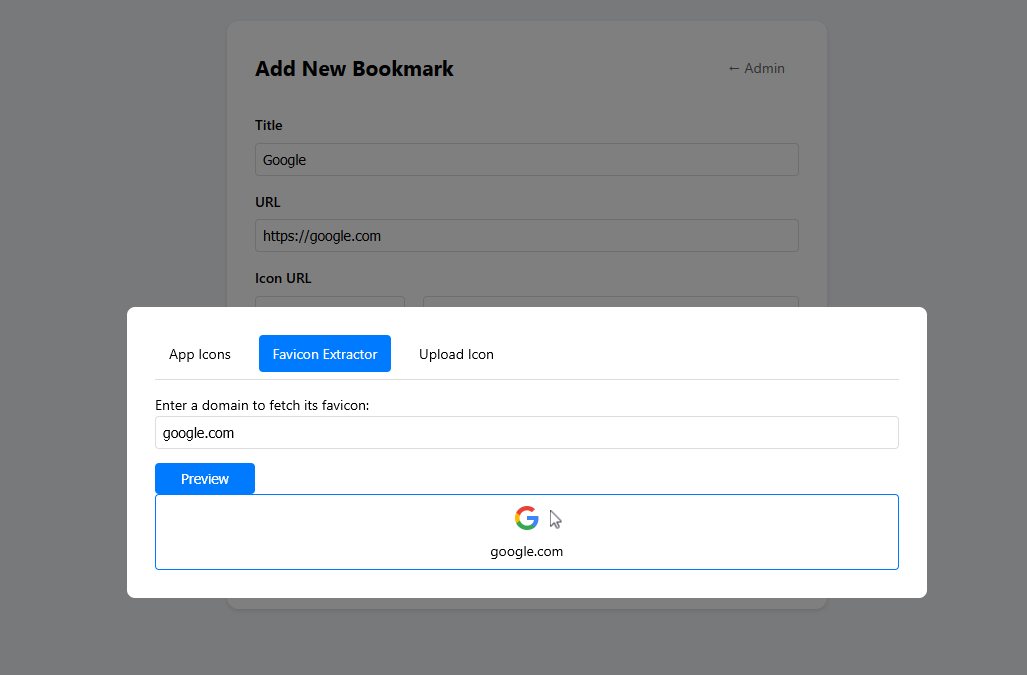 Add New Bookmark
← Admin
Title
Google
URL
https://google.com
Icon URL
App Icons
Favicon Extractor
Upload Icon
Enter a domain to fetch its favicon:
google.com
Preview
google.com